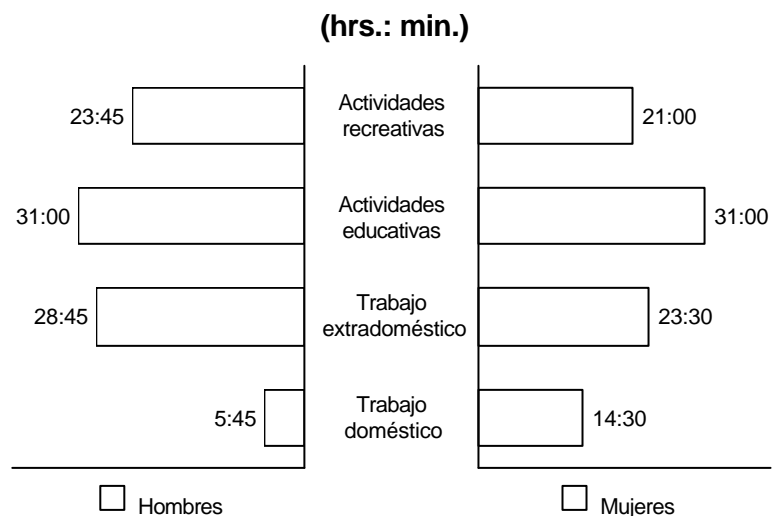 (hrs.: min.)
23:45
Actividades
recreativas
21:00
31:00
Actividades
educativas
31:00
28:45
Trabajo
extradoméstico
23:30
5:45
Trabajo
doméstico
14:30
Hombres
Mujeres